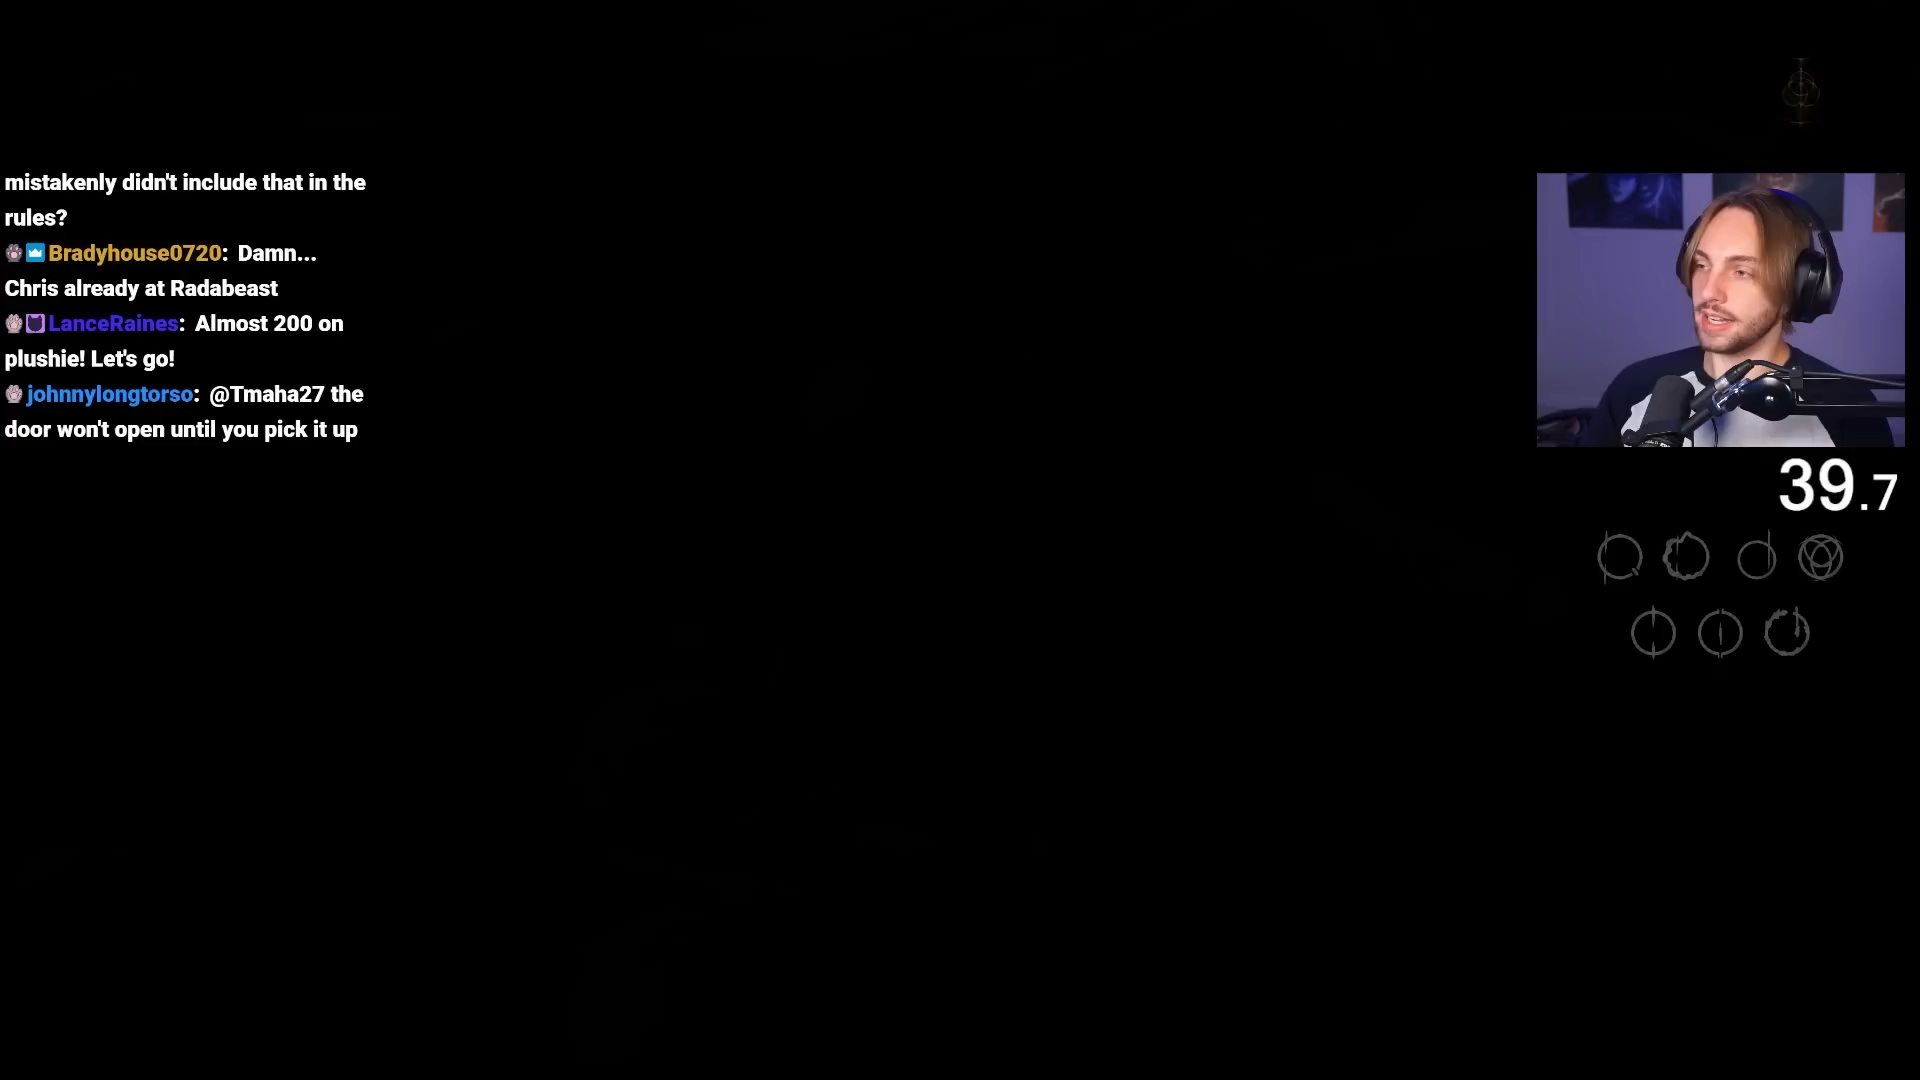 mistakenly didn't include that in the
rules?
Bradyhouse0720: Damn...
Chris already at Radabeast
LanceRaines: Almost 200 on
plushie! Let's go!
johnnylongtorso: @Tmaha27 the
door won't open until you pick it up
39.7